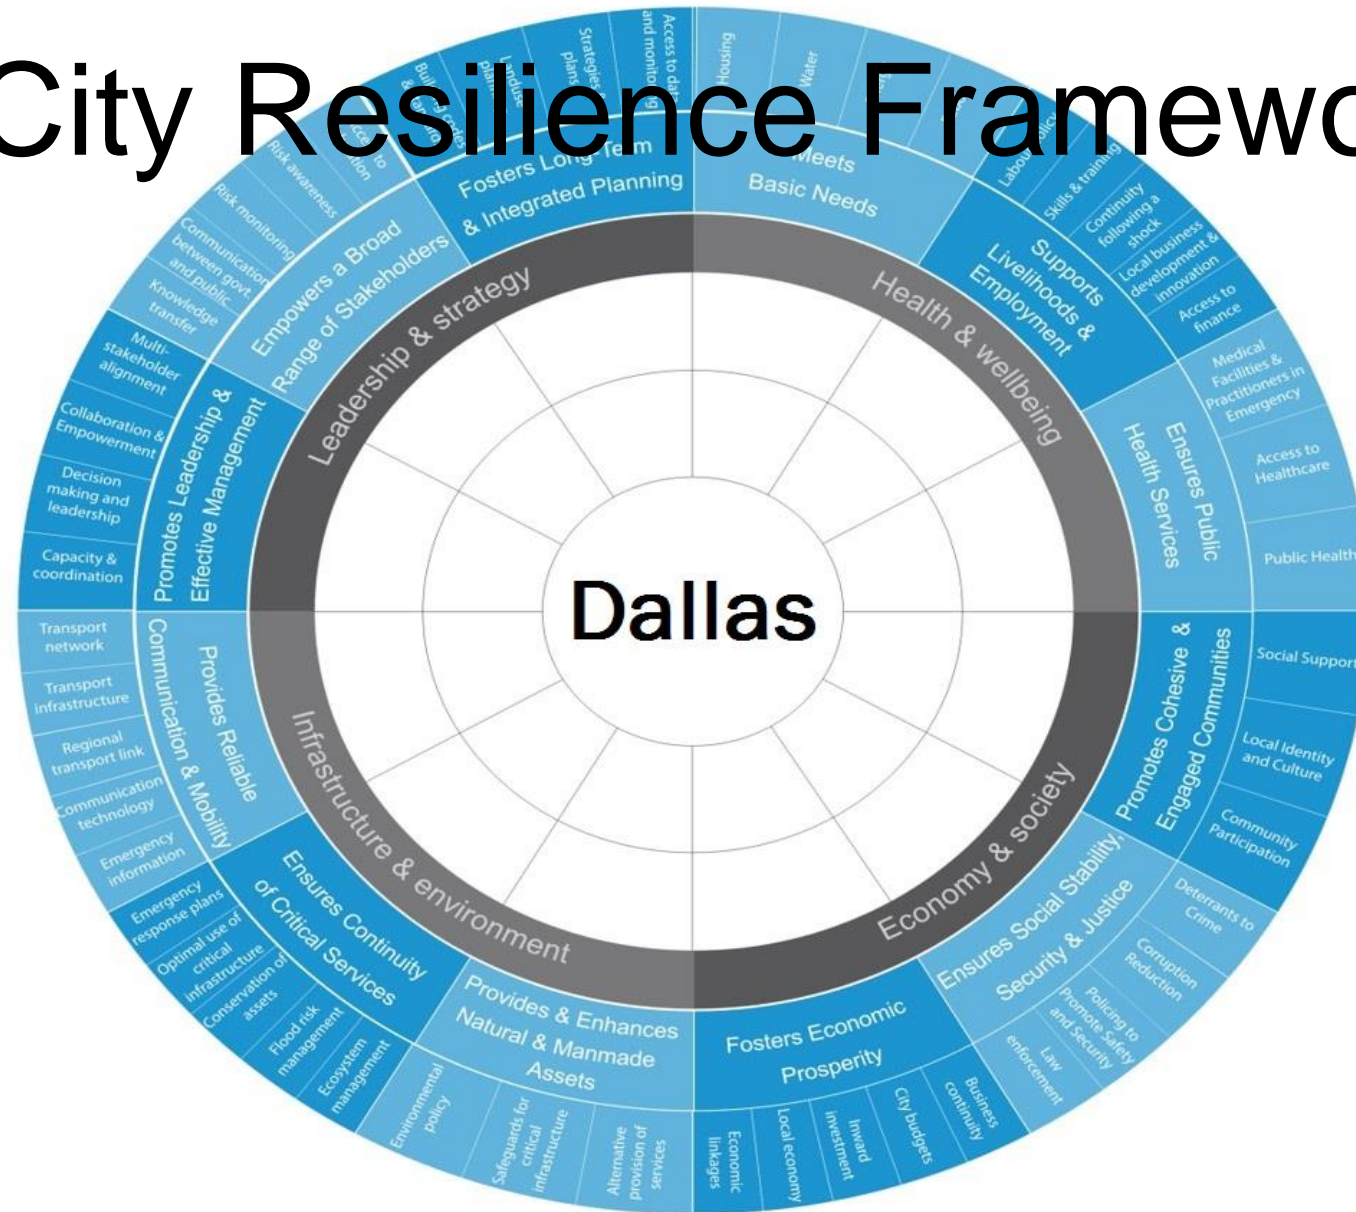 City Resilience Framewo
Leadership & strategy
Health & wellbeing
Economy & society
Infrastructure & environment
Dallas
Meets
Basic Needs
Housing
Water
Supports
Livelihoods &
Employment
Labour
Skills & training
Continuity
following a
shock
Local business
development &
innovation
Access to
finance
Ensures Public
Health Services
Medical
Facilities &
Practitioners in
Emergency
Access to
Healthcare
Public Health
Promotes Cohesive &
Engaged Communities
Social Support
Local Identity
and Culture
Community
Participation
Ensures Social Stability,
Security & Justice
Deterrants to
Crime
Corruption
Reduction
Policing to
Promote Safety
and Security
Law
enforcement
Fosters Economic
Prosperity
Business
continuity
City budgets
Inward
investment
Local economy
Economic
linkages
Provides & Enhances
Natural & Manmade
Assets
Alternative
provision of
services
Safeguards for
critical
infrastructure
Environmental
policy
Ensures Continuity
of Critical Services
Ecosystem
management
Flood risk
management
Conservation of
assets
Optimal use of
critical
infrastructure
Emergency
response plans
Provides Reliable
Communication & Mobility
Emergency
information
Communication
technology
Regional
transport link
Transport
infrastructure
Transport
network
Promotes Leadership &
Effective Management
Capacity &
coordination
Decision
making and
leadership
Collaboration &
Empowerment
Multi-
stakeholder
alignment
Empowers a Broad
Range of Stakeholders
Knowledge
transfer
Communication
between govt.
and public
Risk monitoring
Risk awareness
Fosters Long-Term
& Integrated Planning
Landuse
Strategies &
plans
Access to data
and monitoring